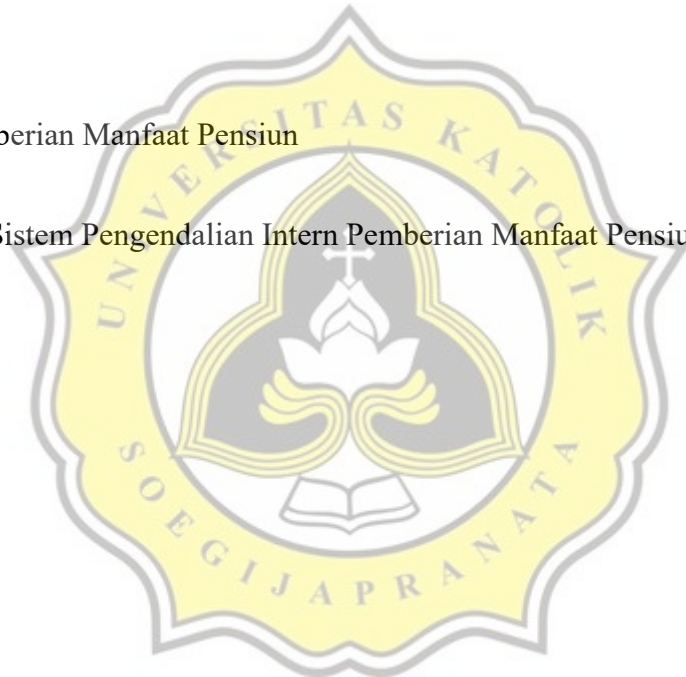 berian Manfaat Pensiun
Sistem Pengendalian Intern Pemberian Manfaat Pensiu
UNIVERSITAS KATOLIK
SOEGIJAPRANATA